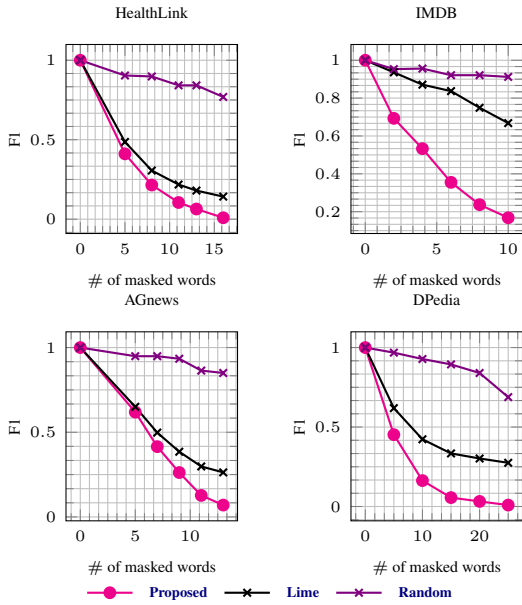 HealthLink
IMDB
1
0.5
0
F1
0 5 10 15
# of masked words
1
0.8
0.6
0.4
0.2
F1
0 5 10
# of masked words
AGnews
DPedia
1
0.5
0
F1
0 5 10
# of masked words
1
0.5
0
F1
0 10 20
# of masked words
Proposed Lime Random